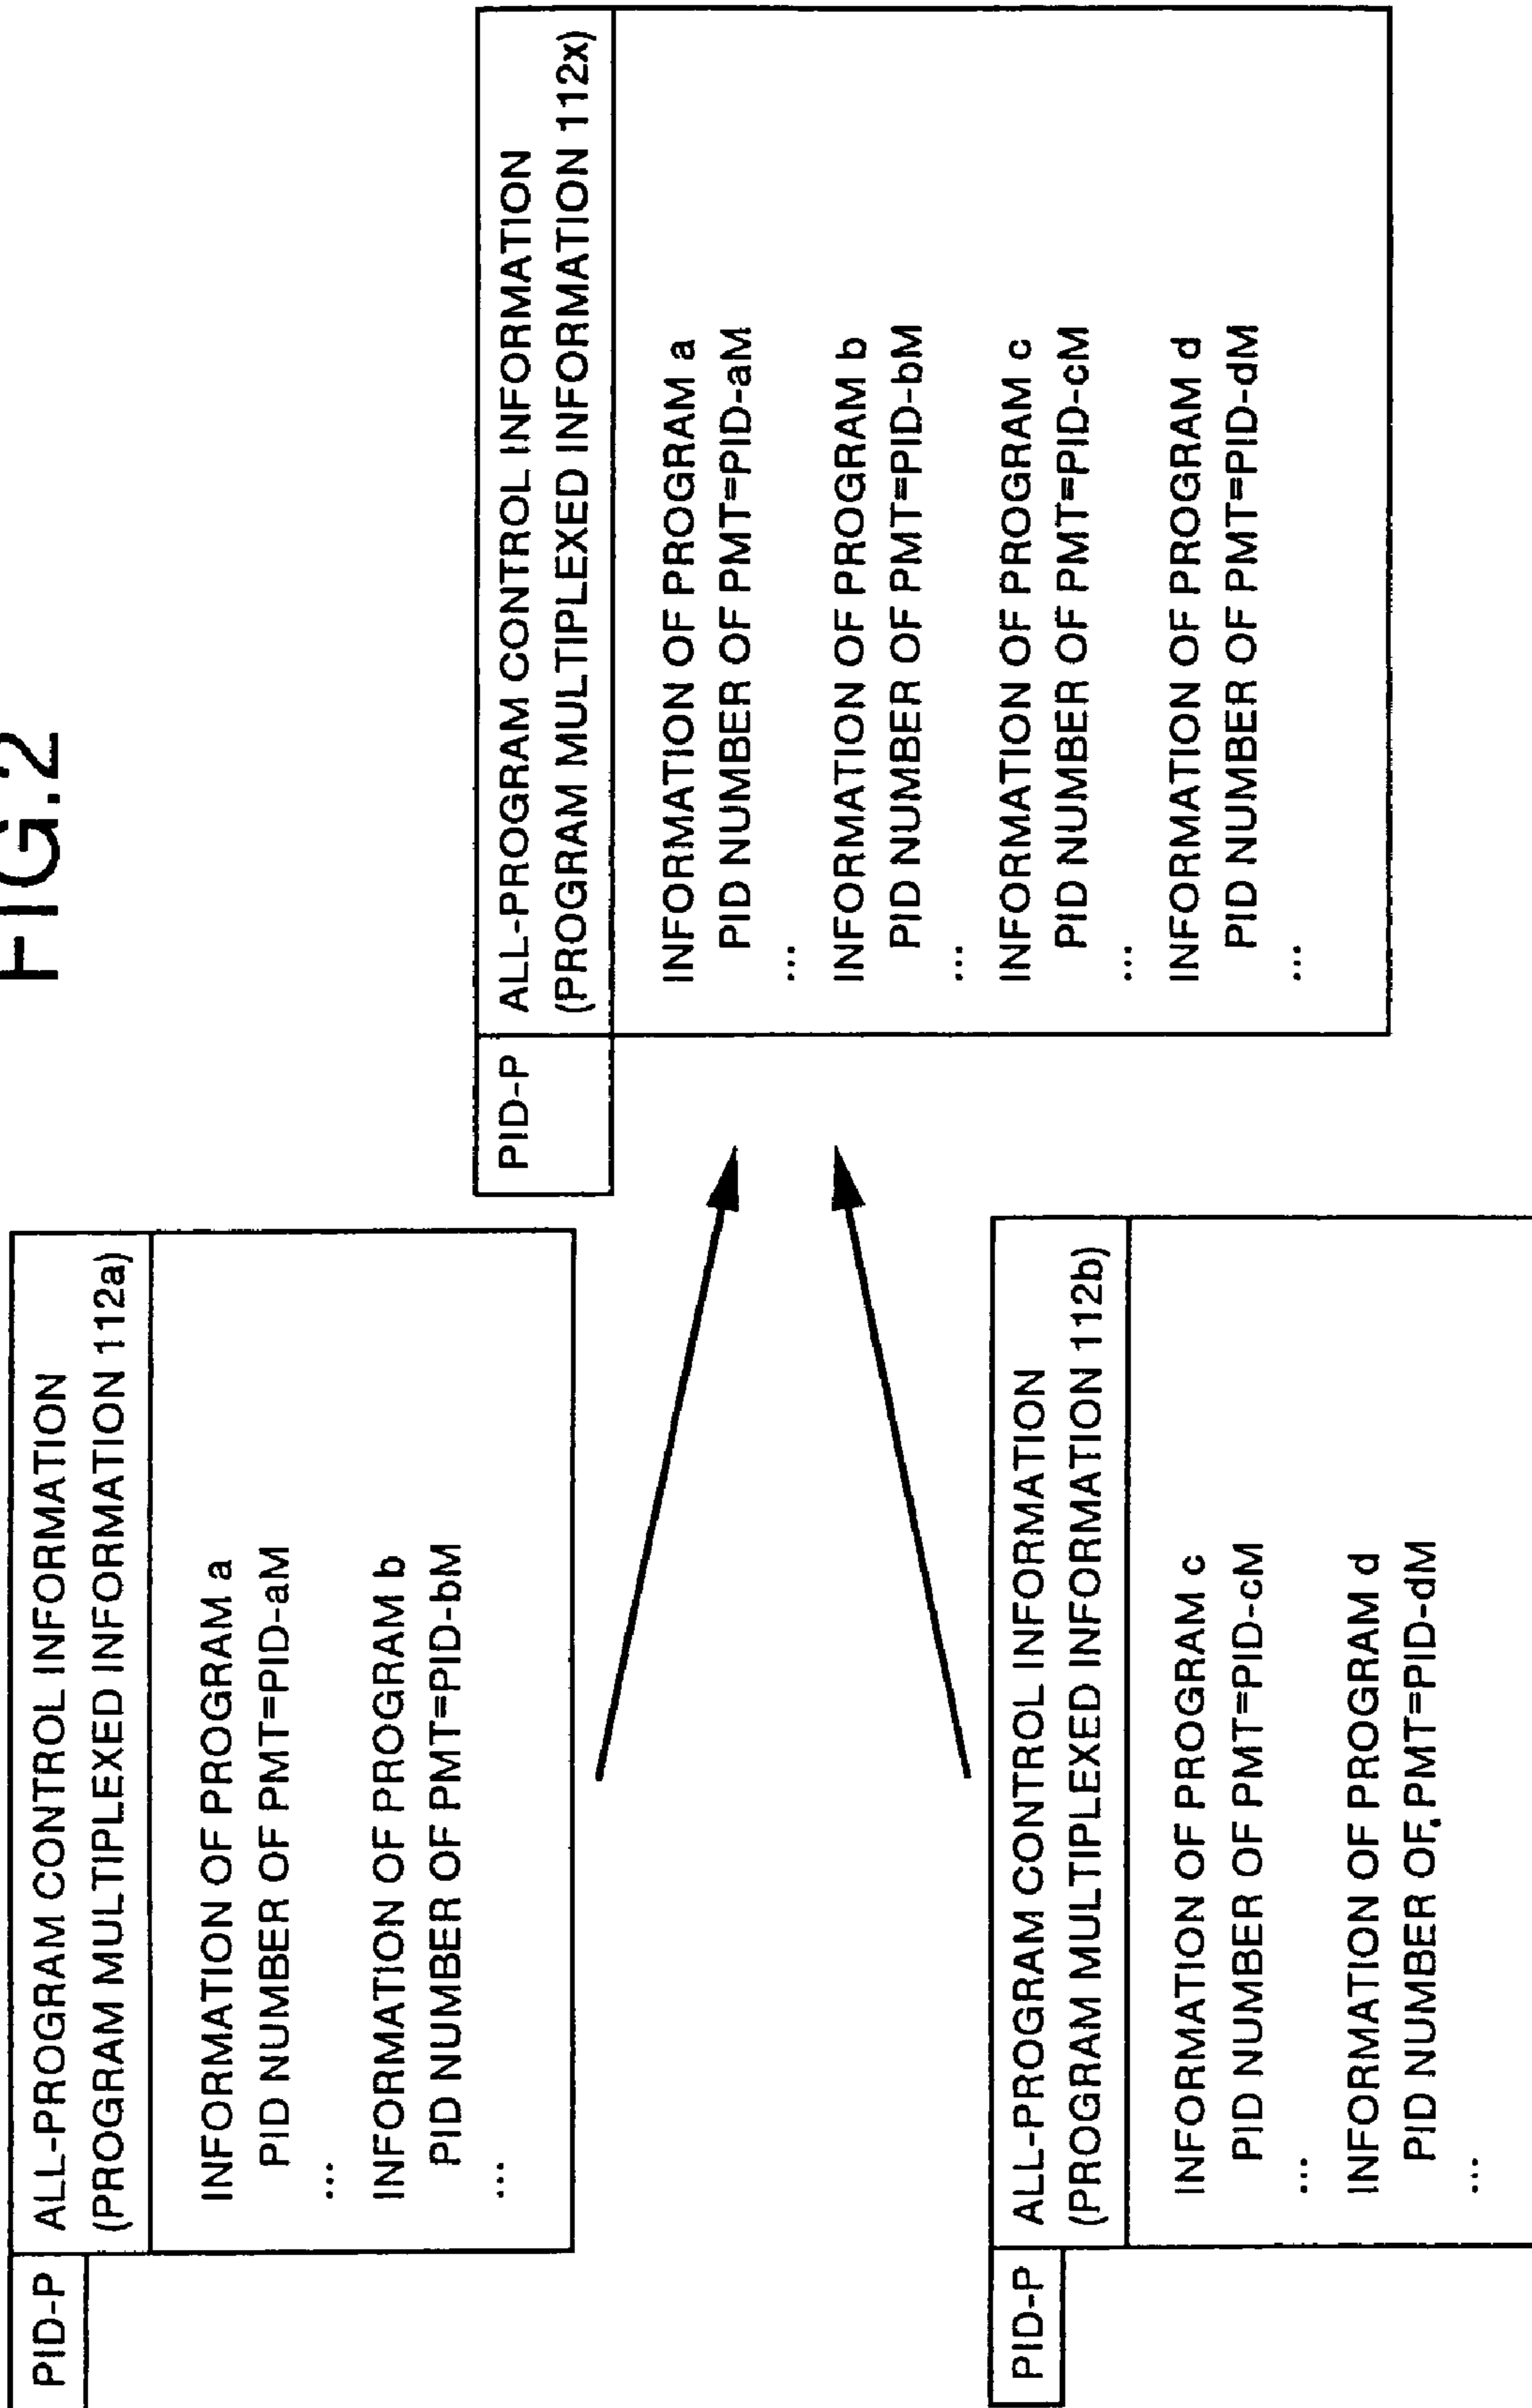 FIG.2
PID-P
ALL-PROGRAM CONTROL INFORMATION
(PROGRAM MULTIPLEXED INFORMATION 112a)
INFORMATION OF PROGRAM a
PID NUMBER OF PMT=PID-aM
...
INFORMATION OF PROGRAM b
PID NUMBER OF PMT=PID-bM
...
PID-P
ALL-PROGRAM CONTROL INFORMATION
(PROGRAM MULTIPLEXED INFORMATION 112b)
INFORMATION OF PROGRAM c
PID NUMBER OF PMT=PID-cM
...
INFORMATION OF PROGRAM d
PID NUMBER OF PMT=PID-dM
...
PID-P
ALL-PROGRAM CONTROL INFORMATION
(PROGRAM MULTIPLEXED INFORMATION 112x)
INFORMATION OF PROGRAM a
PID NUMBER OF PMT=PID-aM
...
INFORMATION OF PROGRAM b
PID NUMBER OF PMT=PID-bM
...
INFORMATION OF PROGRAM c
PID NUMBER OF PMT=PID-cM
...
INFORMATION OF PROGRAM d
PID NUMBER OF PMT=PID-dM
...